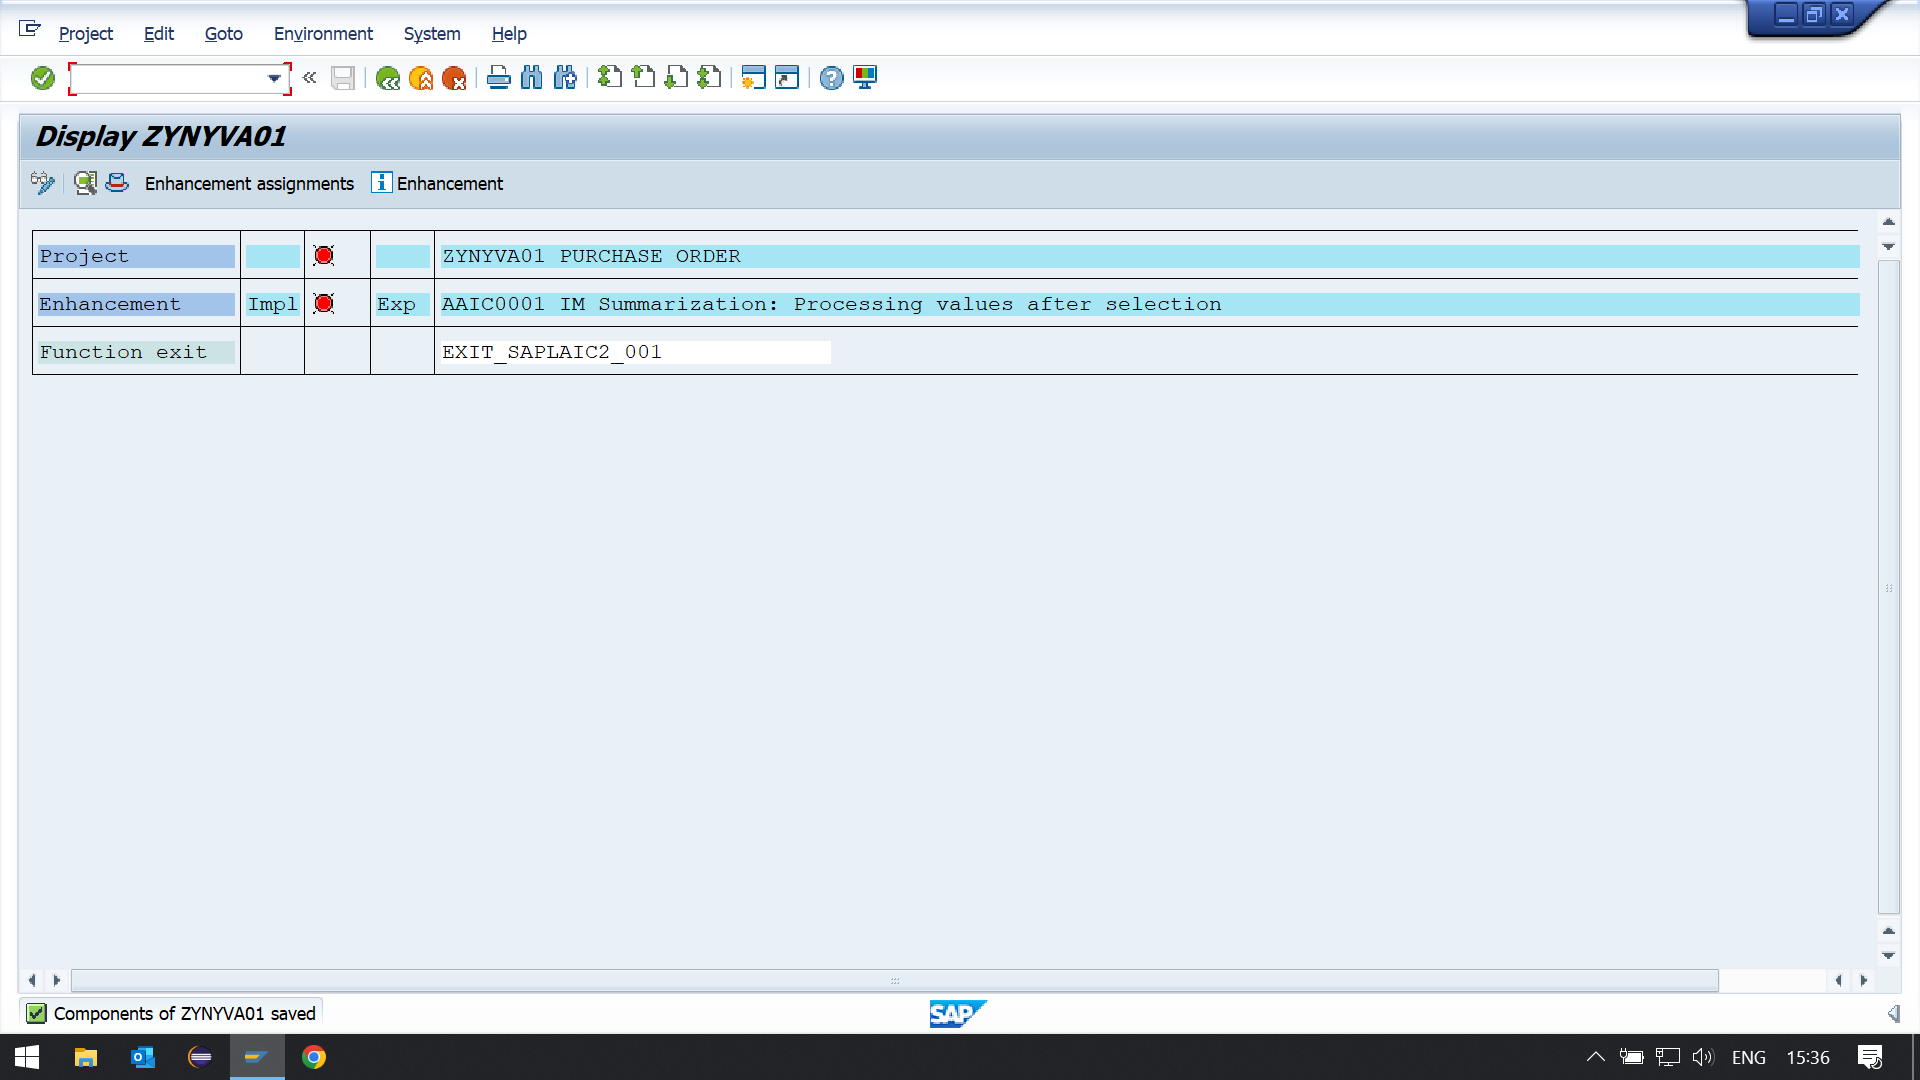 Project Edit Goto Environment System Help
Display ZYNYVA01
Enhancement assignments Enhancement
Project ZYNYVA01 PURCHASE ORDER
Enhancement Impl Exp AAIC0001 IM Summarization: Processing values after selection
Function exit EXIT_SAPLAIC2_001
Components of ZYNYVA01 saved
SAP
ENG 15:36